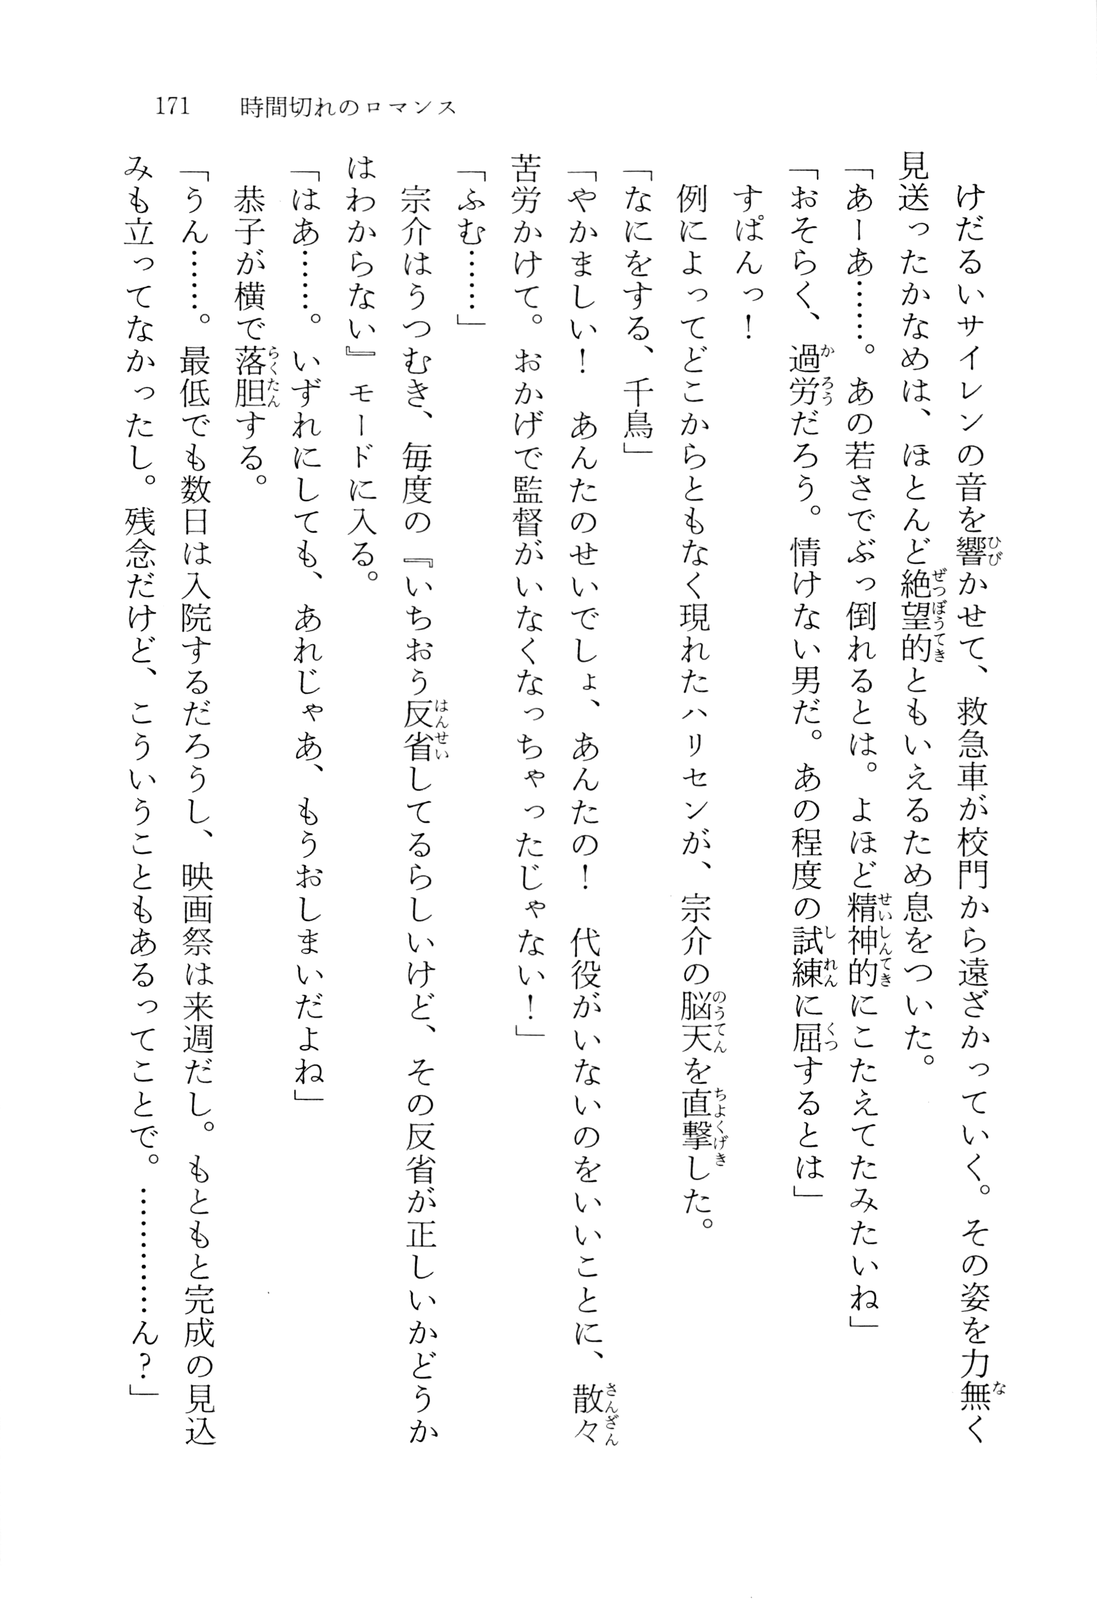 171　時間切れのロマンス
　けだるいサイレンの音を響かせて、救急車が校門から遠ざかっていく。その姿を力無く
見送ったかなめは、ほとんど絶望的ともいえるため息をついた。
「あーあ……。あの若さでぶっ倒れるとは。よほど精神的にこたえてたみたいね」
「おそらく、過労だろう。情けない男だ。あの程度の試練に屈するとは」
　すぱんっ！
　例によってどこからともなく現れたハリセンが、宗介の脳天を直撃した。
「なにをする、千鳥」
「やかましい！　あんたのせいでしょ、あんたの！　代役がいないのをいいことに、散々
苦労かけて。おかげで監督がいなくなっちゃったじゃない！」
「ふむ……」
　宗介はうつむき、毎度の『いちおう反省してるらしいけど、その反省が正しいかどうか
はわからない』モードに入る。
「はあ……。いずれにしても、あれじゃあ、もうおしまいだよね」
　恭子が横で落胆する。
「うん……。最低でも数日は入院するだろうし、映画祭は来週だし。もともと完成の見込
みも立ってなかったし。残念だけど、こういうこともあるってことで。…………ん？」